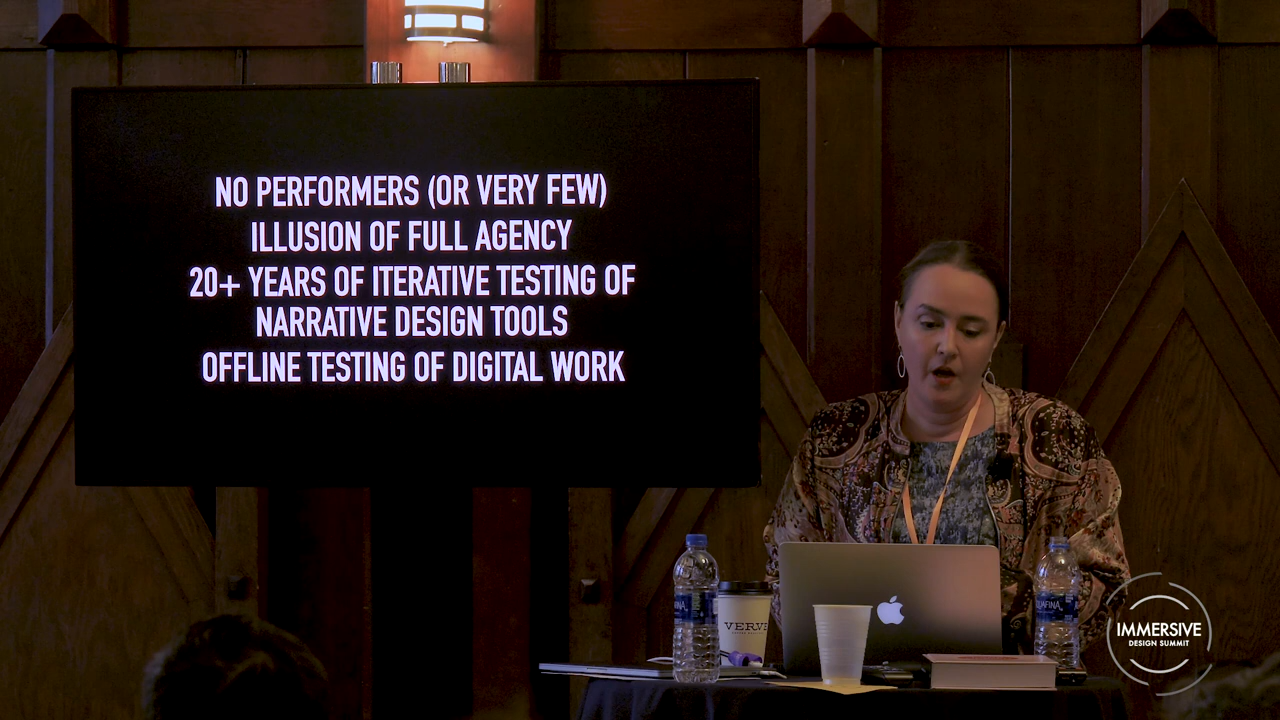 NO PERFORMERS (OR VERY FEW)
ILLUSION OF FULL AGENCY
20+ YEARS OF ITERATIVE TESTING OF
NARRATIVE DESIGN TOOLS
OFFLINE TESTING OF DIGITAL WORK
VERVE
IMMERSIVE
DESIGN SUMMIT